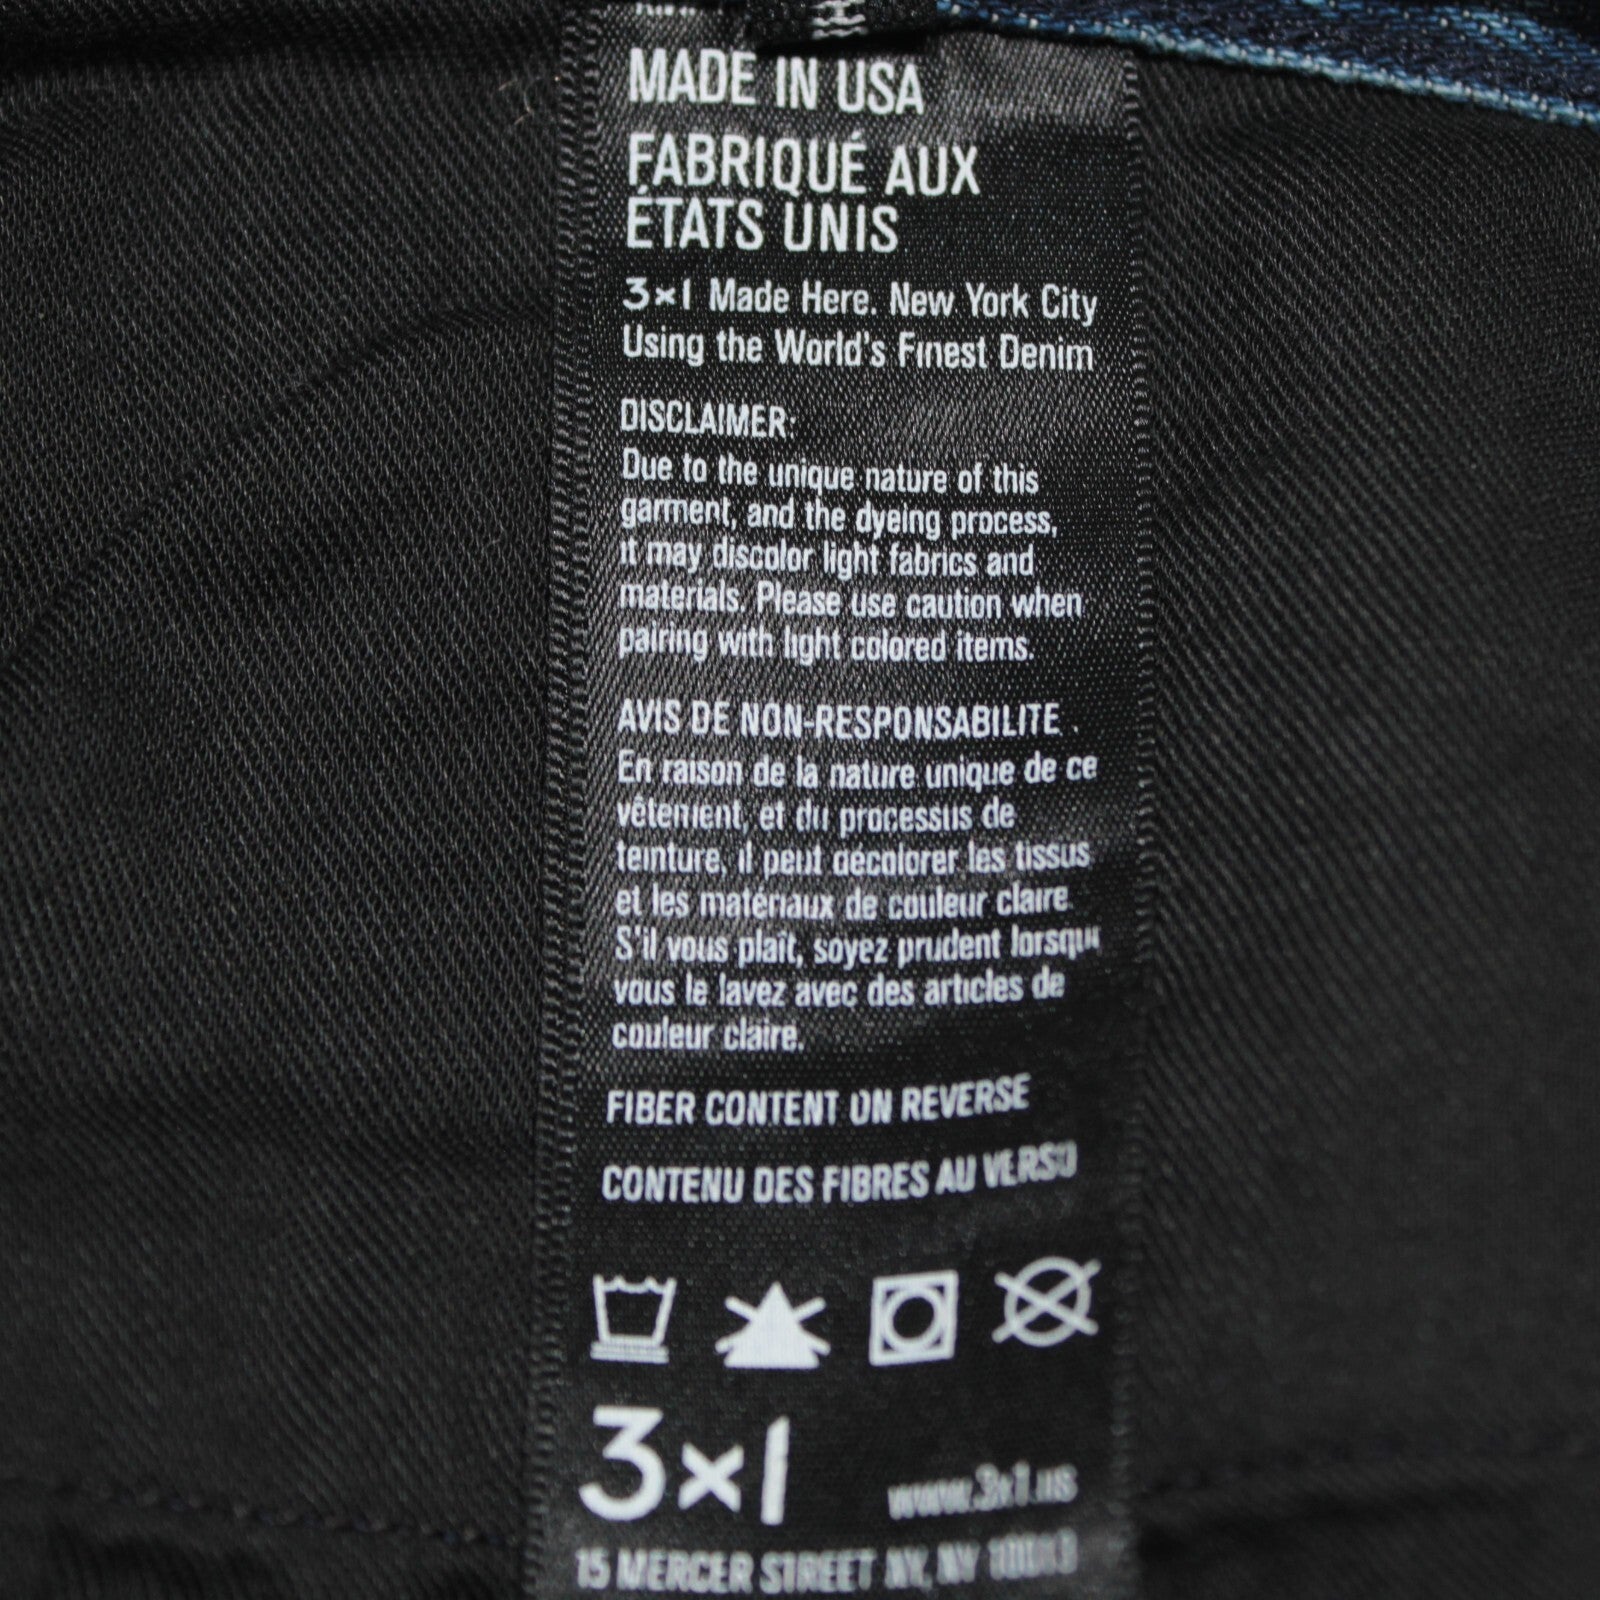 MADE IN USA
FABRIQUÉ AUX
ÉTATS UNIS
3×1 Made Here. New York City
Using the World's Finest Denim
DISCLAIMER:
Due to the unique nature of this
garment, and the dyeing process,
it may discolor light fabrics and
materials. Please use caution when
pairing with light colored items.
AVIS DE NON-RESPONSABILITE .
En raison de la nature unique de ce
vêtement, et du processus de
teinture, il peut décolorer les tissus
et les matériaux de couleur claire.
S'il vous plaît, soyez prudent lorsqu
vous le lavez avec des articles de
couleur claire.
FIBER CONTENT ON REVERSE
CONTENU DES FIBRES AU VERSO
3×1
www.3x1.us
15 MERCER STREET NY, NY 10013